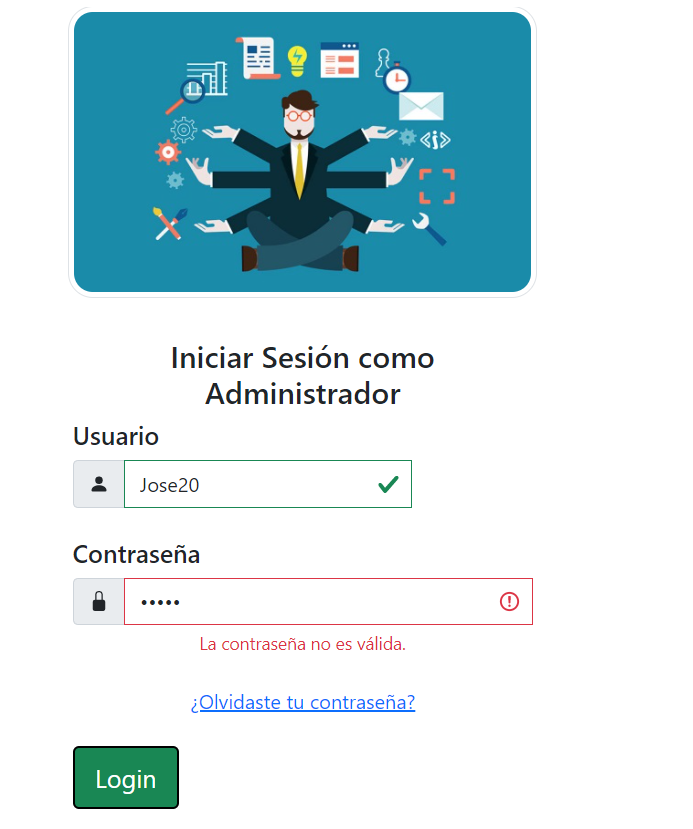 Iniciar Sesión como
Administrador
Usuario
Jose20
Contraseña
•••••
La contraseña no es válida.
¿Olvidaste tu contraseña?
Login